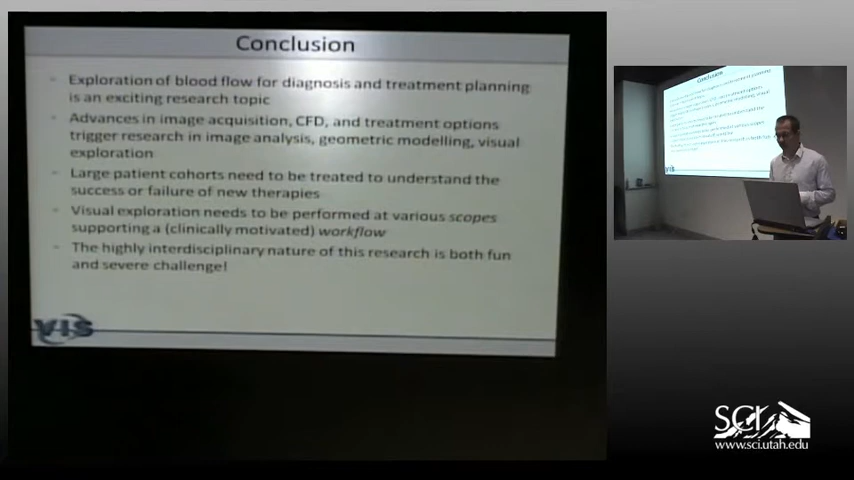 Conclusion
Exploration of blood flow for diagnosis and treatment planning
is an exciting research topic
Advances in image acquisition, CFD, and treatment options
trigger research in image analysis, geometric modelling, visual
exploration
Large patient cohorts need to be treated to understand the
success or failure of new therapies
Visual exploration needs to be performed at various scopes
supporting a (clinically motivated) workflow
The highly interdisciplinary nature of this research is both fun
and severe challenge!
VIS
Conclusion
VIS
SCI
www.sci.utah.edu